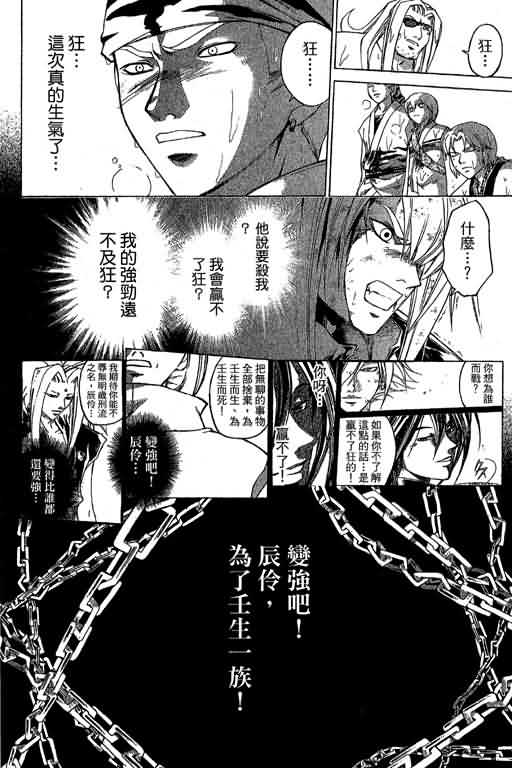 狂…
狂…
…
狂…
這次真的生氣了…
什麼…?
他說要殺我
?
我會贏不
了狂?
我的強勁遠
不及狂?
你想為誰
而戰?
如果你不了解
這點的話…是
贏不了狂的!
你呀…
贏不了!
把無聊的事物
全部捨棄，為
壬生而生、為
壬生而死!
變強吧!
辰伶!
我期待你能不
辱無明歲刑流
之名，辰伶…
變得比誰都
還要強…
變強吧!
辰伶，
為了壬生一族!